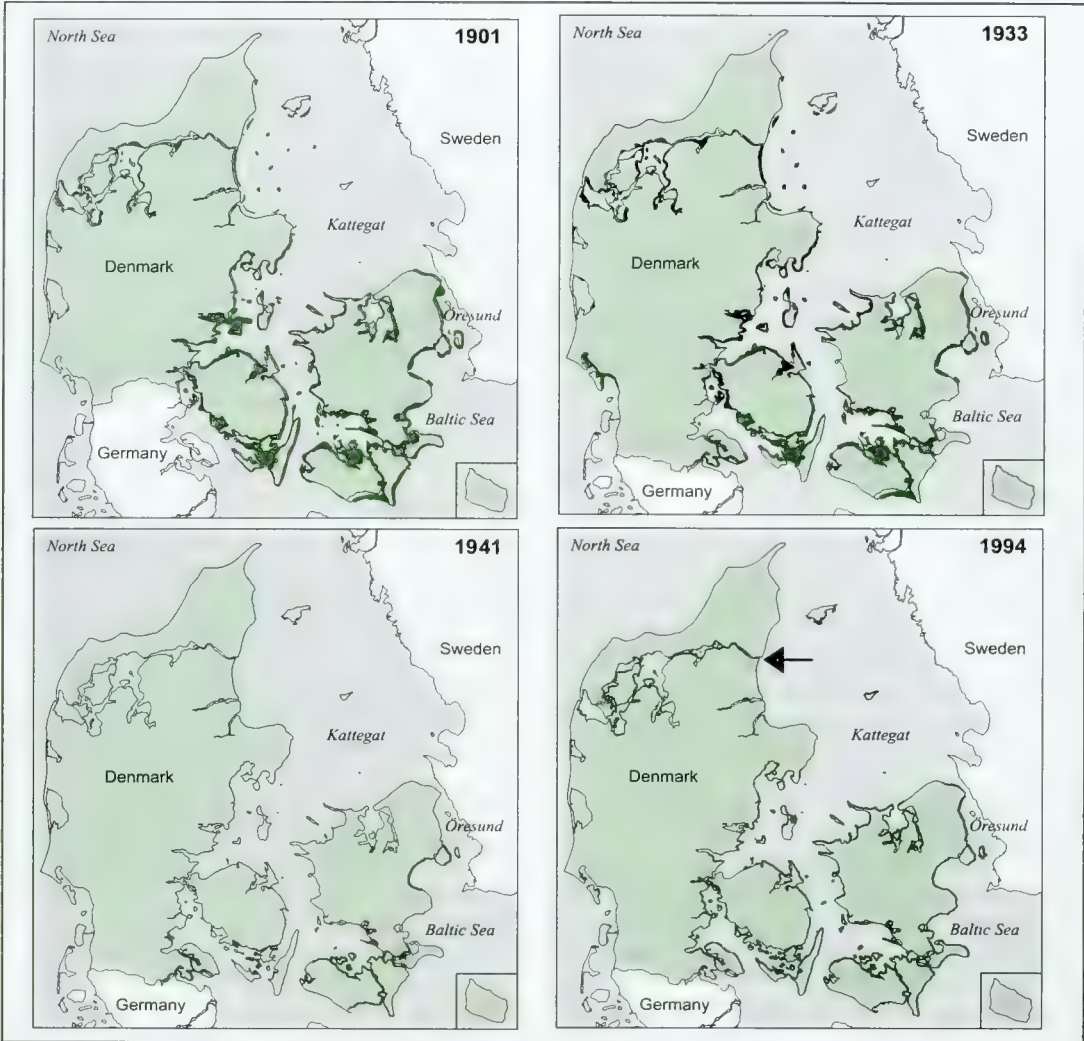 North Sea
1901
Sweden
Kattegat
Denmark
Öresund
Baltic Sea
Germany
North Sea
1933
Sweden
Kattegat
Denmark
Öresund
Baltic Sea
Germany
North Sea
1941
Sweden
Kattegat
Denmark
Öresund
Baltic Sea
Germany
North Sea
1994
Sweden
Kattegat
Denmark
Öresund
Baltic Sea
Germany